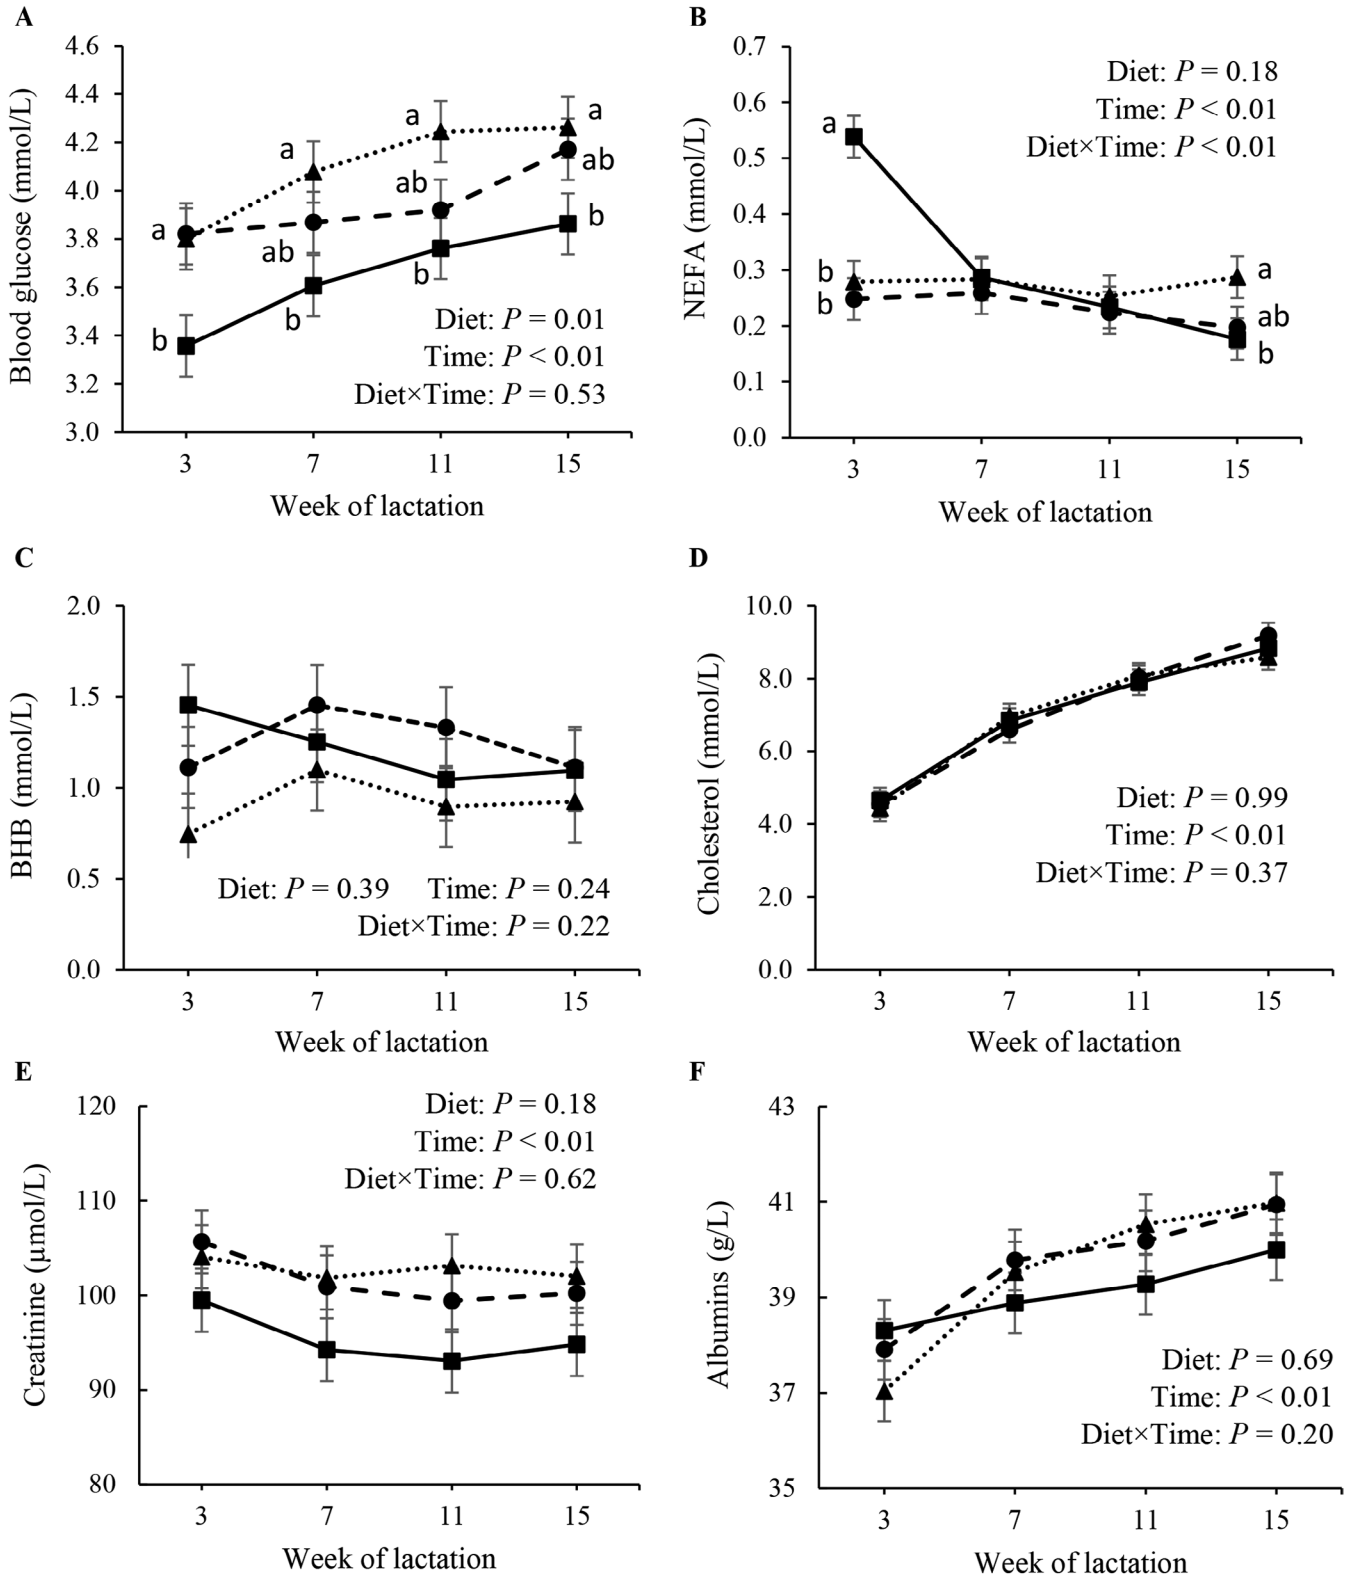 A
Blood glucose (mmol/L)
4.6
4.4
4.2
4.0
3.8
3.6
3.4
3.2
3.0
a
a
a
a
ab
ab
ab
b
b
b
b
Diet: P = 0.01
Time: P < 0.01
Diet×Time: P = 0.53
3 7 11 15
Week of lactation
B
NEFA (mmol/L)
0.7
0.6
0.5
0.4
0.3
0.2
0.1
0.0
Diet: P = 0.18
Time: P < 0.01
Diet×Time: P < 0.01
a
b
b
a
ab
b
3 7 11 15
Week of lactation
C
BHB (mmol/L)
2.0
1.5
1.0
0.5
0.0
Diet: P = 0.39 Time: P = 0.24
Diet×Time: P = 0.22
3 7 11 15
Week of lactation
D
Cholesterol (mmol/L)
10.0
8.0
6.0
4.0
2.0
0.0
Diet: P = 0.99
Time: P < 0.01
Diet×Time: P = 0.37
3 7 11 15
Week of lactation
E
Creatinine (µmol/L)
120
110
100
90
80
Diet: P = 0.18
Time: P < 0.01
Diet×Time: P = 0.62
3 7 11 15
Week of lactation
F
Albumins (g/L)
43
41
39
37
35
Diet: P = 0.69
Time: P < 0.01
Diet×Time: P = 0.20
3 7 11 15
Week of lactation